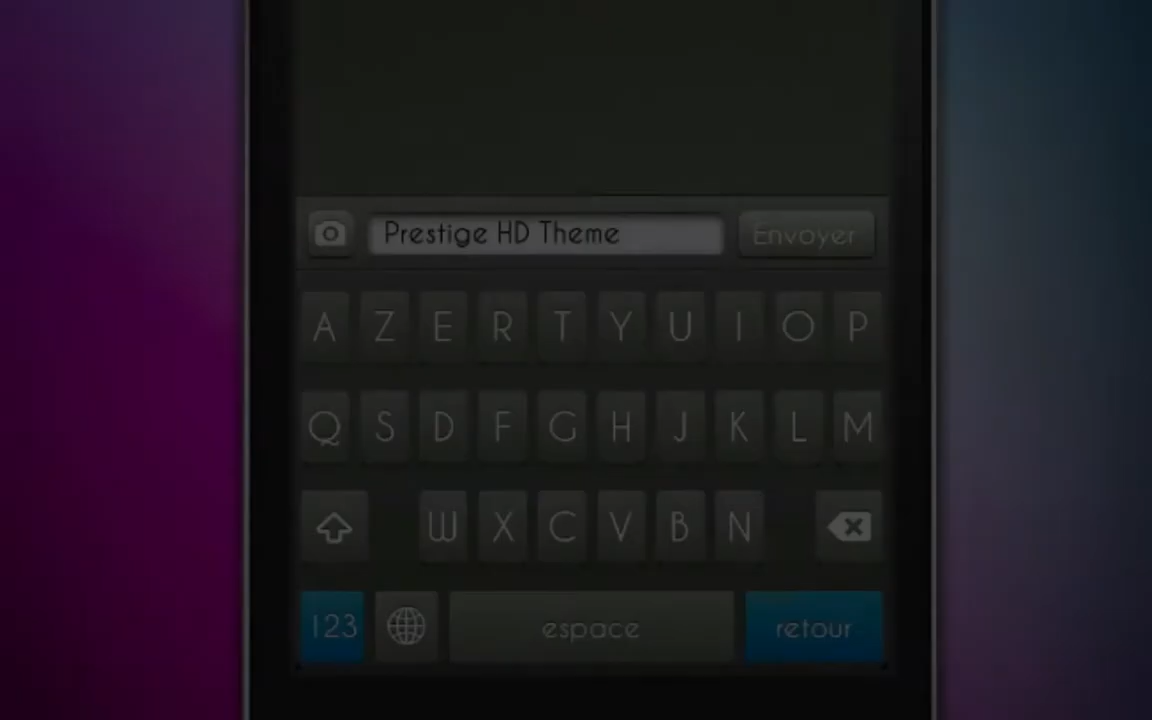 Prestige HD Theme Envoyer
A Z E R T Y U I O P
Q S D F G H J K L M
W X C V B N
123 espace retour